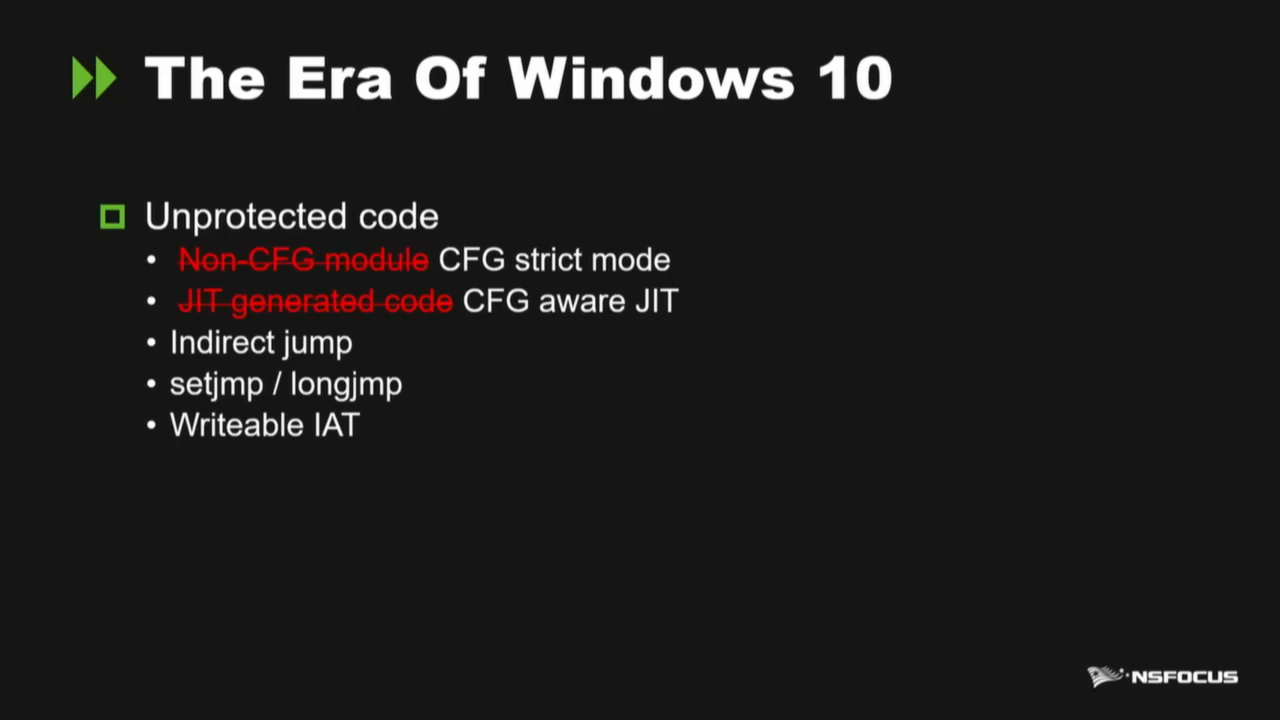 The Era Of Windows 10
Unprotected code
• Non-CFG module CFG strict mode
• JIT generated code CFG aware JIT
• Indirect jump
• setjmp / longjmp
• Writeable IAT
NSFOCUS